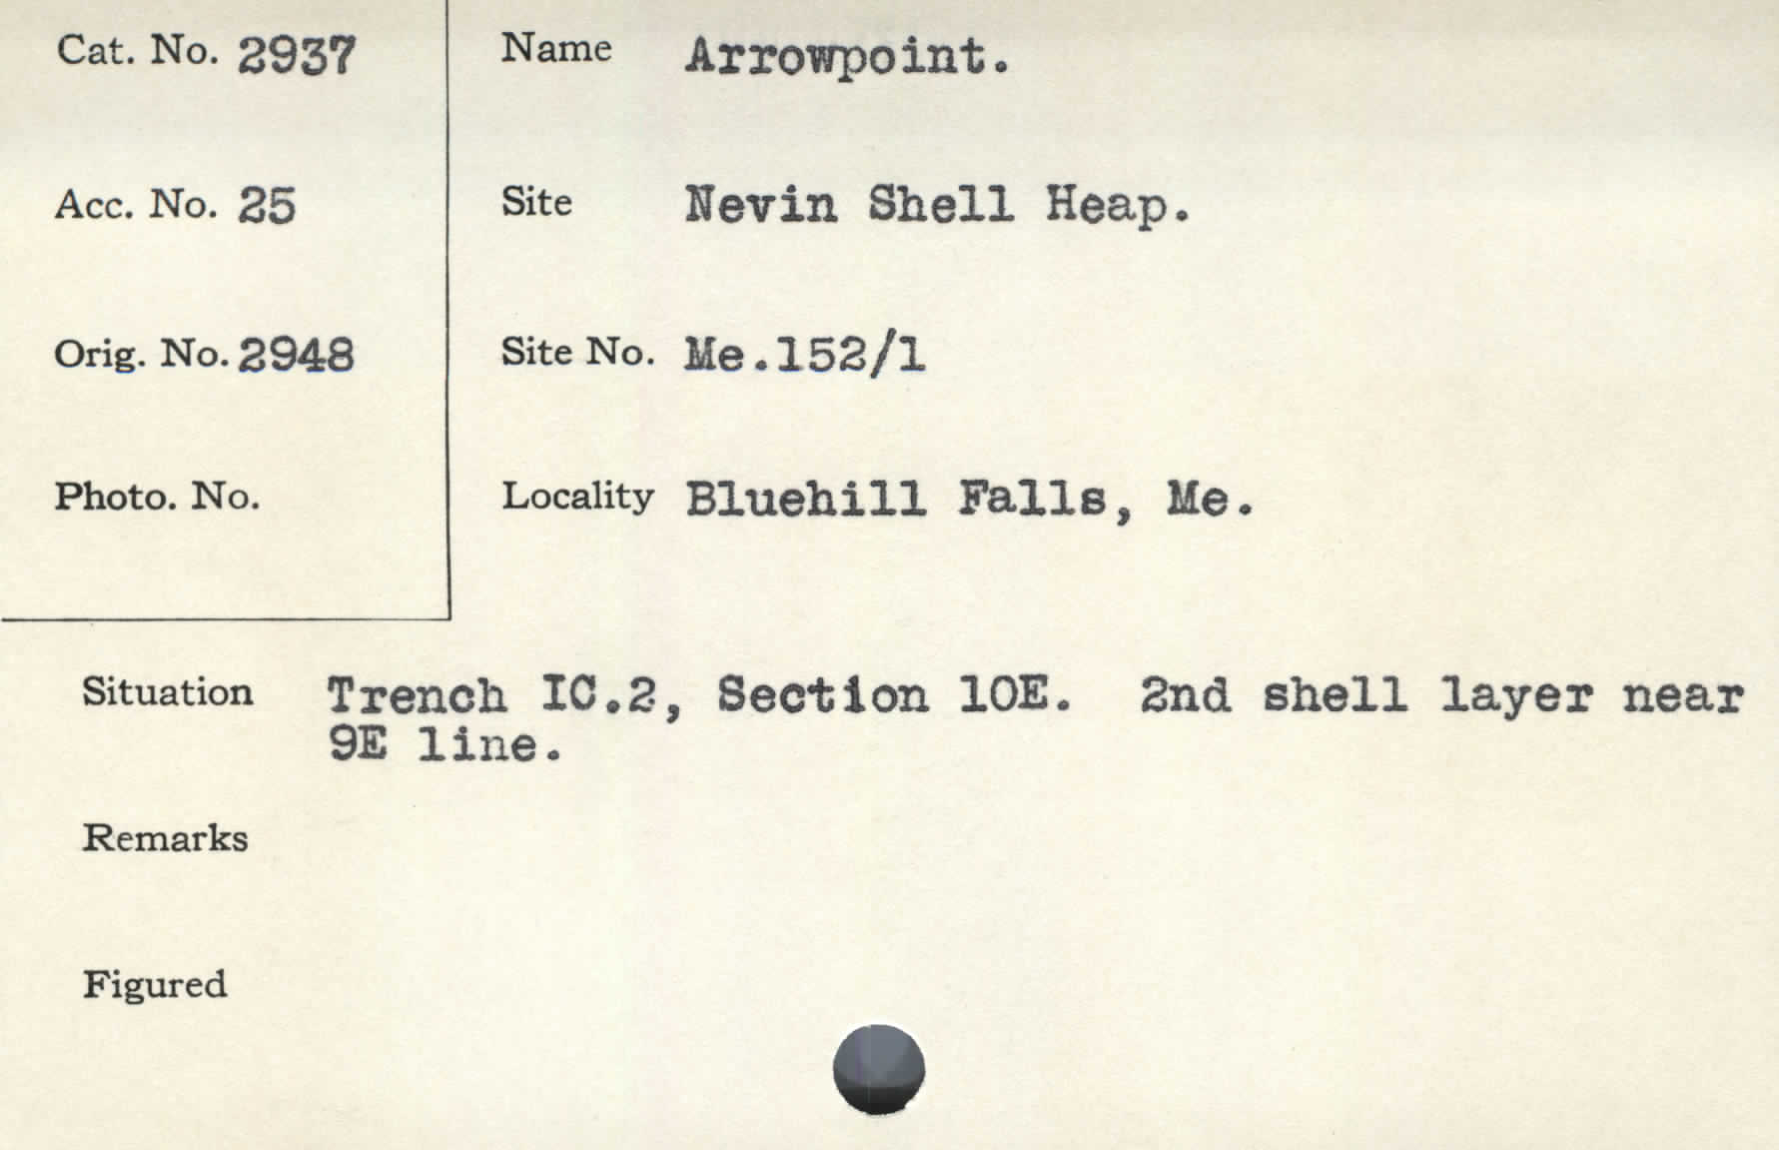 Cat. No. 2937
Name Arrowpoint.
Acc. No. 25
Site Nevin Shell Heap.
Orig. No. 2948
Site No. Me.152/1
Photo. No.
Locality Bluehill Falls, Me.
Situation Trench IC.2, Section 10E. 2nd shell layer near
9E line.
Remarks
Figured